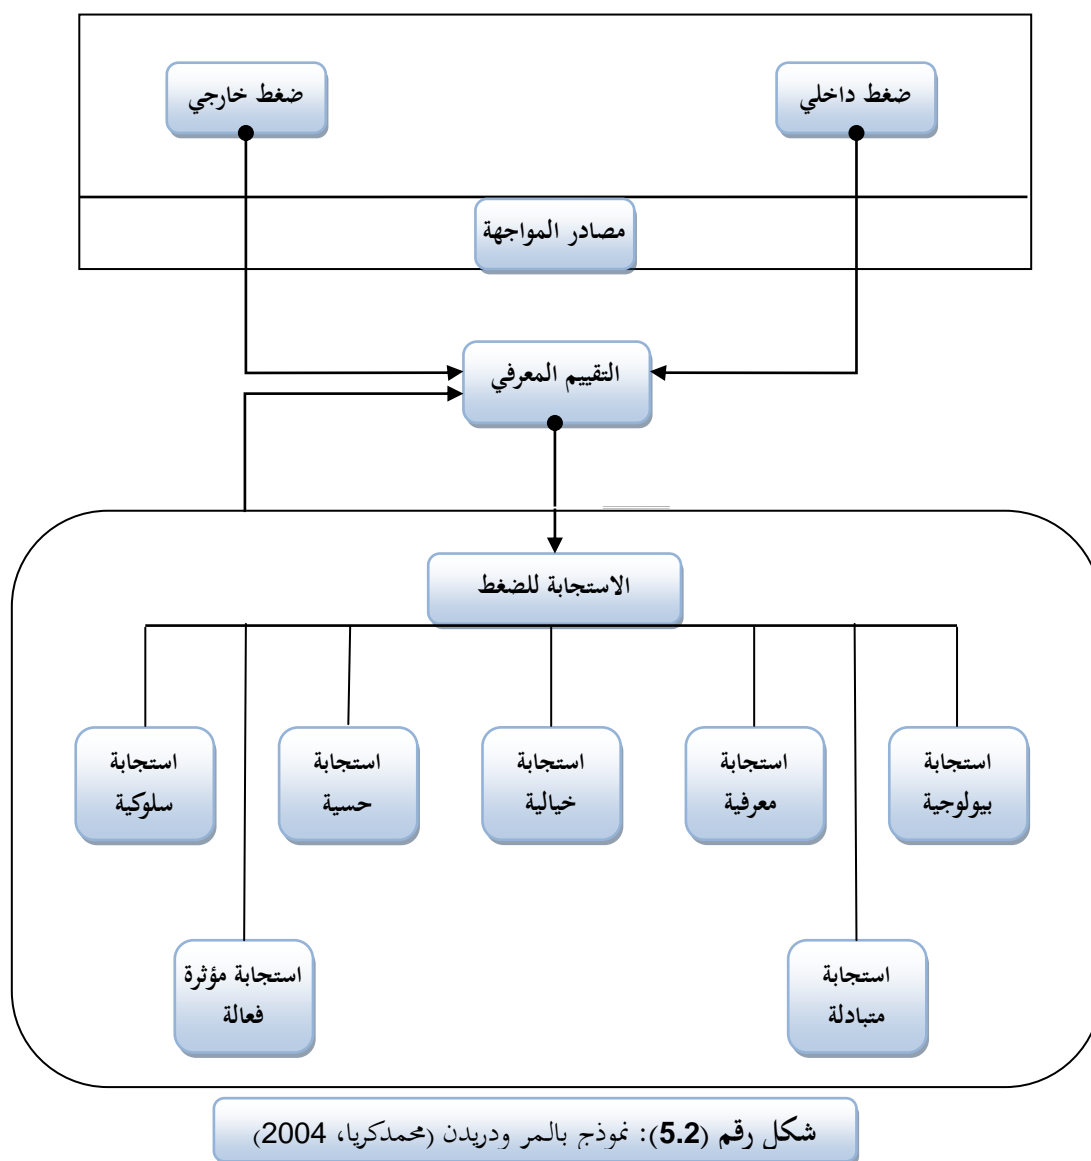 ضغط داخلي
ضغط خارجي
مصادر المواجهة
التقييم المعرفي
الاستجابة للضغط
استجابة
بيولوجية
استجابة
معرفية
استجابة
خيالية
استجابة
حسية
استجابة
سلوكية
استجابة
متبادلة
استجابة مؤثرة
فعالة
شكل رقم (5.2): نموذج بالمر ودريدن (محمدكريا، 2004)